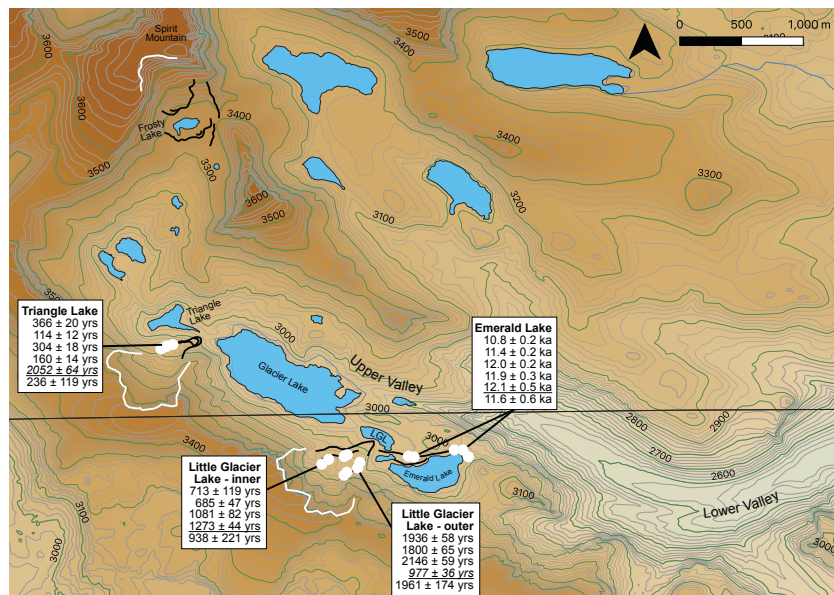 Spirit
Mountain
0 500 1,000 m
3600
3400
3500
3400
3600
Frosty
Lake
3400
3300
3400
3500
3300
3600
3200
3500
3100
Triangle Lake
366 ± 20 yrs
114 ± 12 yrs
304 ± 18 yrs
160 ± 14 yrs
2052 ± 64 yrs
236 ± 119 yrs
Triangle
Lake
3000
Glacier Lake
Upper Valley
Emerald Lake
10.8 ± 0.2 ka
11.4 ± 0.2 ka
12.0 ± 0.2 ka
11.9 ± 0.3 ka
12.1 ± 0.5 ka
11.6 ± 0.6 ka
3000
2800
2900
3400
LGL
3000
2700
2600
Emerald Lake
Lower Valley
Little Glacier
Lake - inner
713 ± 119 yrs
685 ± 47 yrs
1081 ± 82 yrs
1273 ± 44 yrs
938 ± 221 yrs
Little Glacier
Lake - outer
1936 ± 58 yrs
1800 ± 65 yrs
2146 ± 59 yrs
977 ± 36 yrs
1961 ± 174 yrs
3100
3100
3000
3000